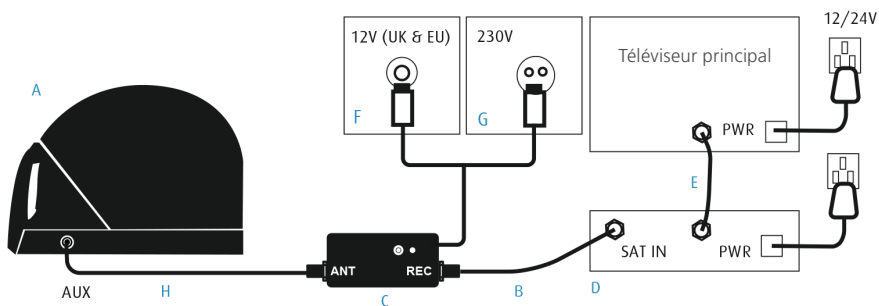 12/24V
12V (UK & EU)
230V
Téléviseur principal
A
F
G
PWR
E
SAT IN
PWR
ANT
REC
AUX
H
C
B
D